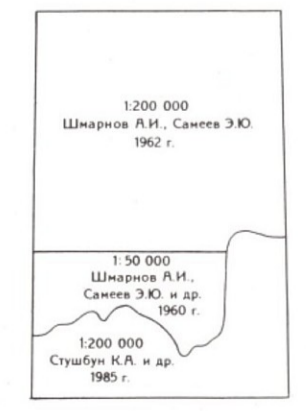 1:200 000
Шмарнов А.И., Самеев Э.Ю.
1962 г.
1:50 000
Шмарнов А.И.,
Самеев Э.Ю. и др.
1960 г.
1:200 000
Стушбун К.А. и др.
1985 г.